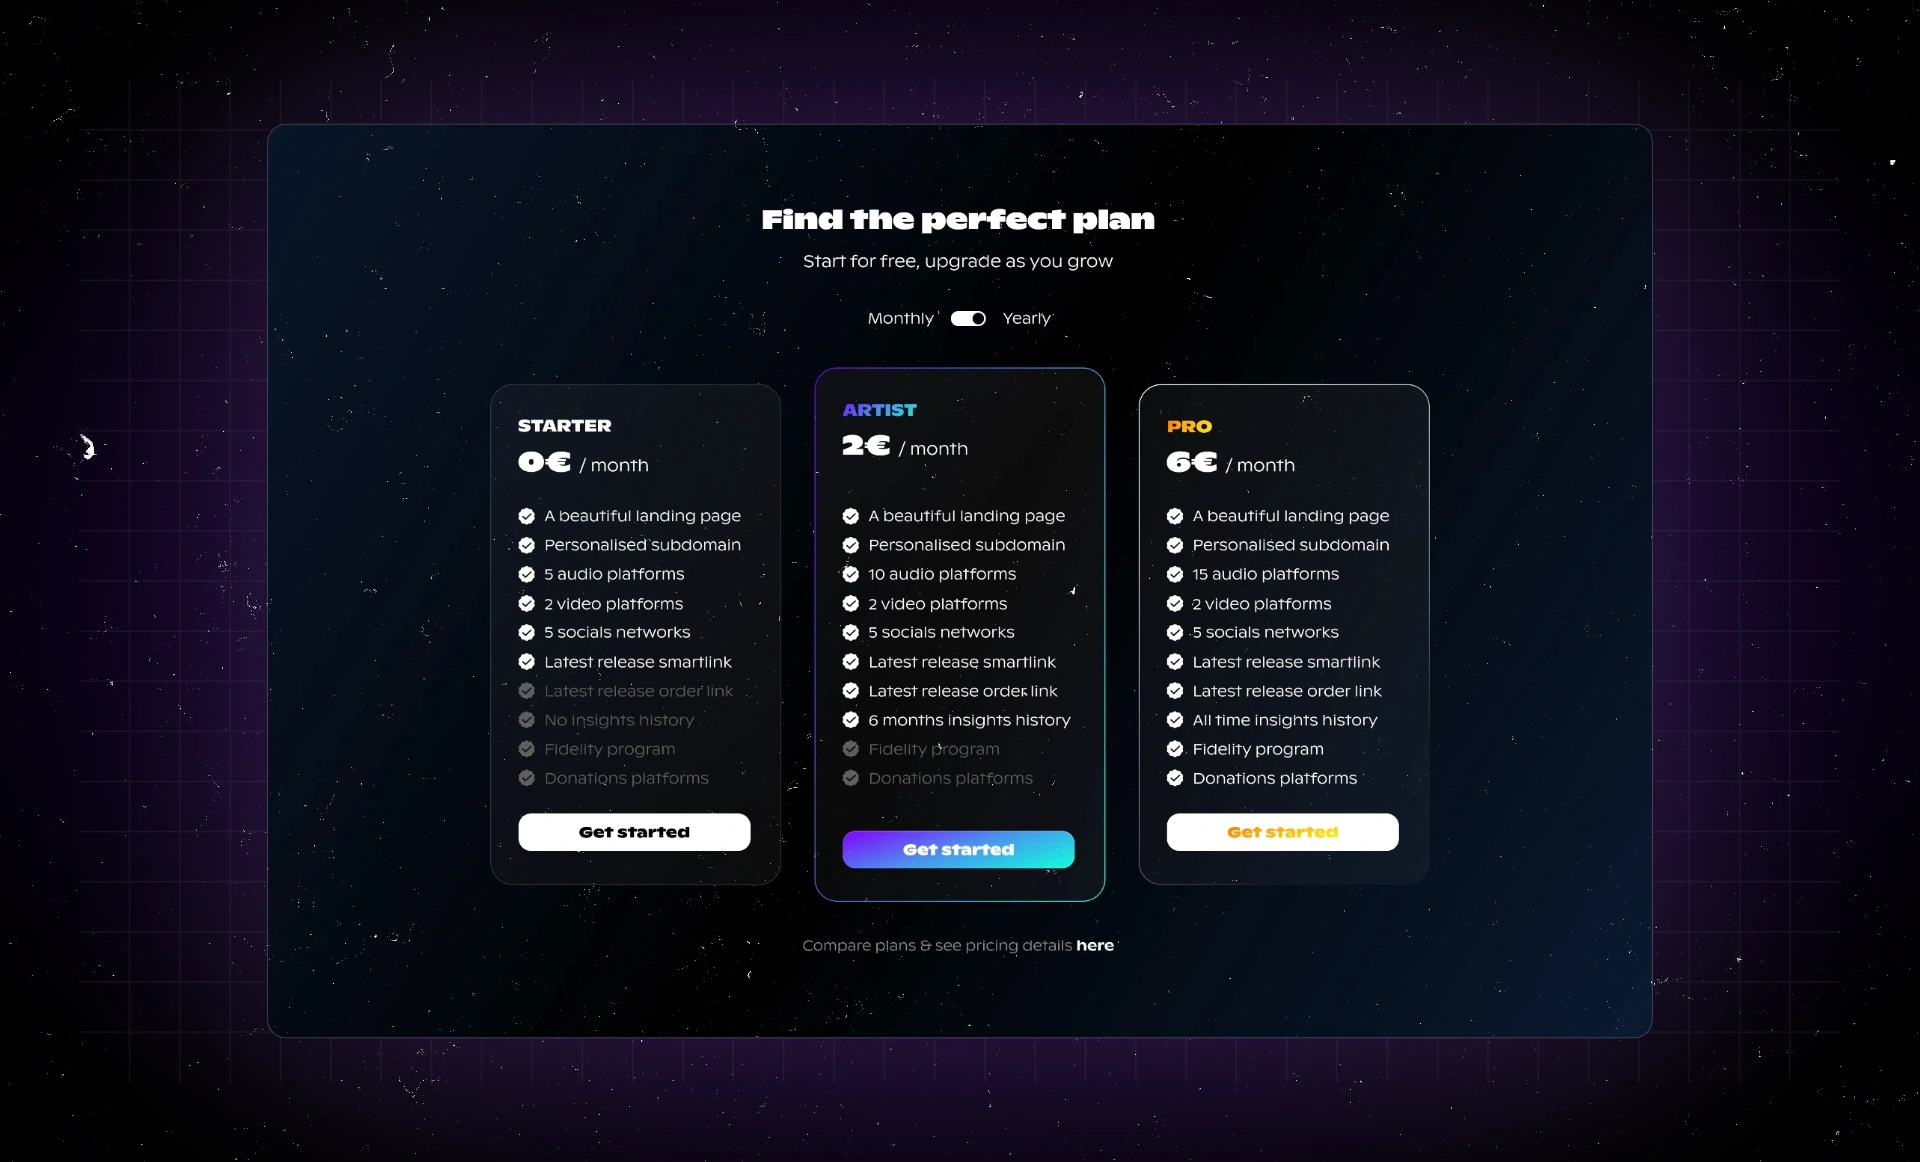 Find the perfect plan
Start for free, upgrade as you grow
Monthly
Yearly
STARTER
0€ / month
A beautiful landing page
Personalised subdomain
5 audio platforms
2 video platforms
5 socials networks
Latest release smartlink
Latest release order link
No insights history
Fidelity program
Donations platforms
Get started
ARTIST
2€ / month
A beautiful landing page
Personalised subdomain
10 audio platforms
2 video platforms
5 socials networks
Latest release smartlink
Latest release order link
6 months insights history
Fidelity program
Donations platforms
Get started
PRO
6€ / month
A beautiful landing page
Personalised subdomain
15 audio platforms
2 video platforms
5 socials networks
Latest release smartlink
Latest release order link
All time insights history
Fidelity program
Donations platforms
Get started
Compare plans & see pricing details here